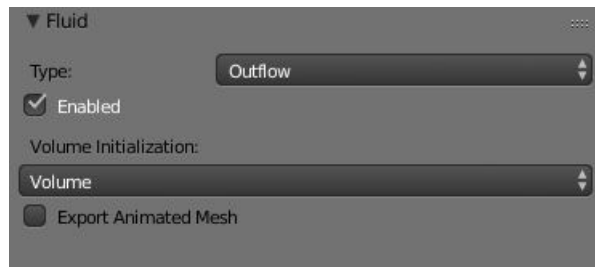 Fluid
Type: Outflow
Enabled
Volume Initialization:
Volume
Export Animated Mesh